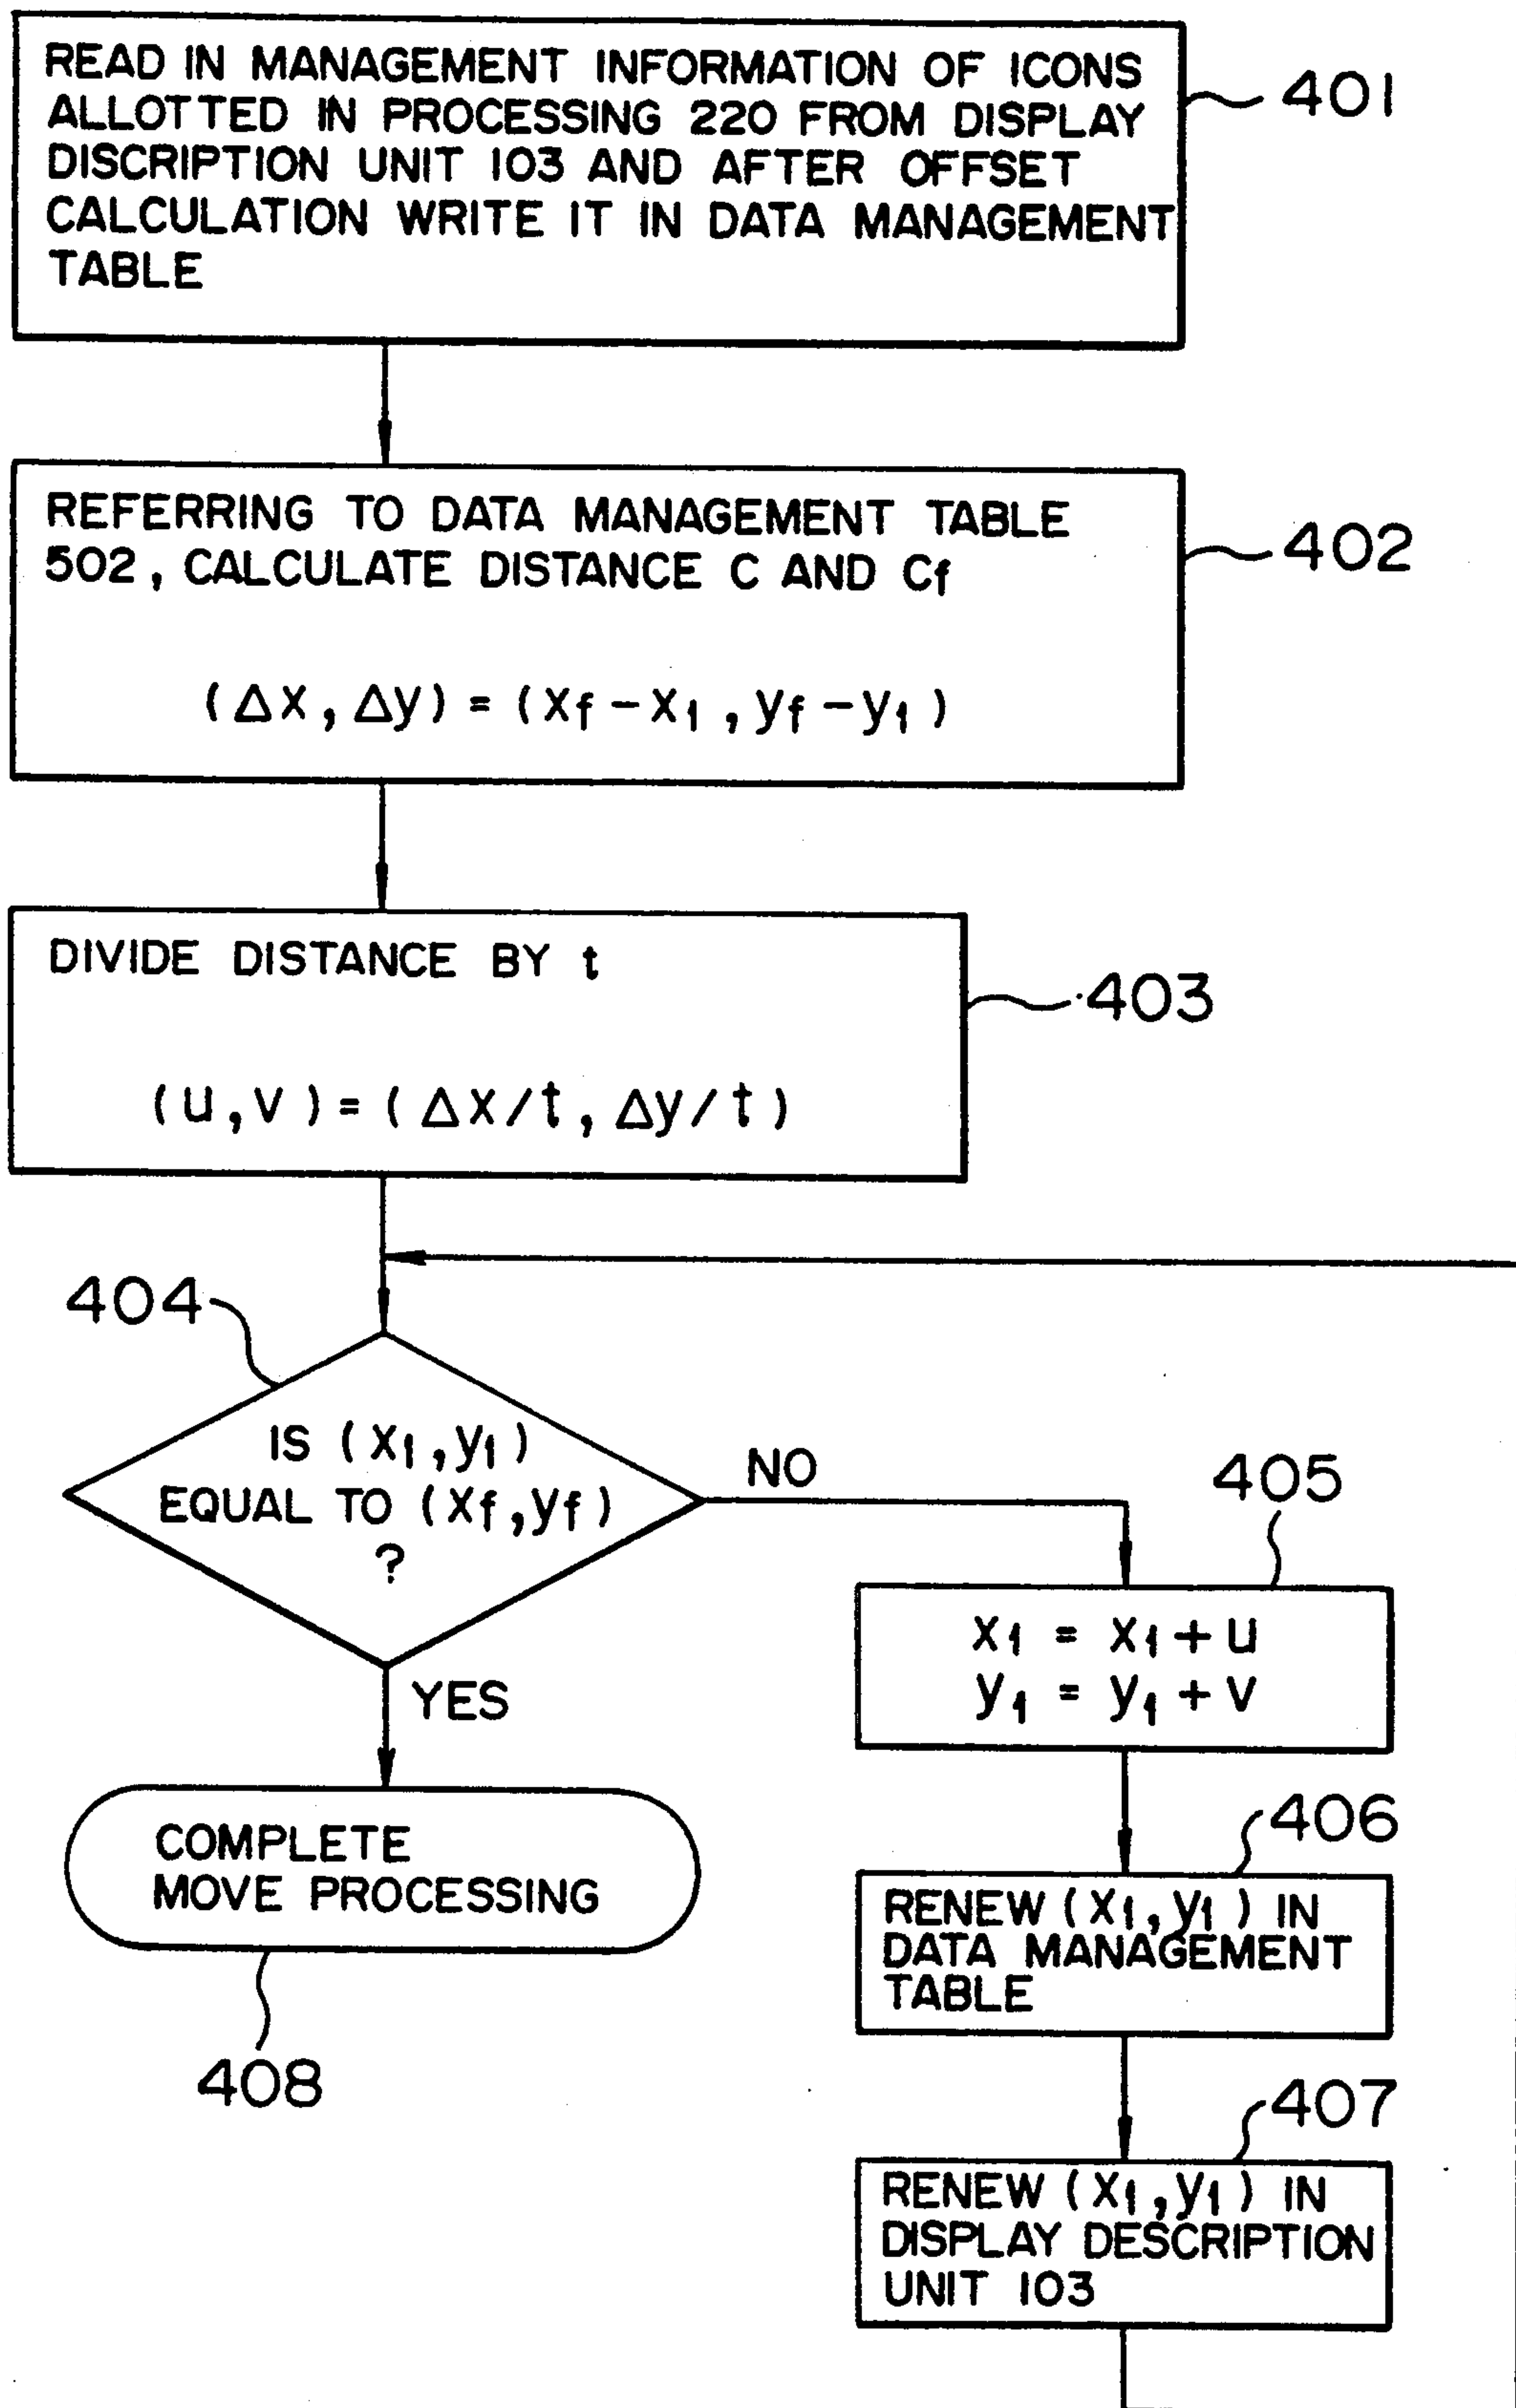 READ IN MANAGEMENT INFORMATION OF ICONS
ALLOTTED IN PROCESSING 220 FROM DISPLAY
DISCRIPTION UNIT 103 AND AFTER OFFSET
CALCULATION WRITE IT IN DATA MANAGEMENT
TABLE
401
REFERRING TO DATA MANAGEMENT TABLE
502, CALCULATE DISTANCE C AND Cf
(Δx, Δy) = (xf-x1, yf-y1)
402
DIVIDE DISTANCE BY t
(u, v) = (Δx/t, Δy/t)
403
404
IS (x1, y1)
EQUAL TO (xf, yf)
?
NO
YES
405
x1 = x1 + u
y1 = y1 + v
406
RENEW (x1, y1) IN
DATA MANAGEMENT
TABLE
407
RENEW (x1, y1) IN
DISPLAY DESCRIPTION
UNIT 103
COMPLETE
MOVE PROCESSING
408